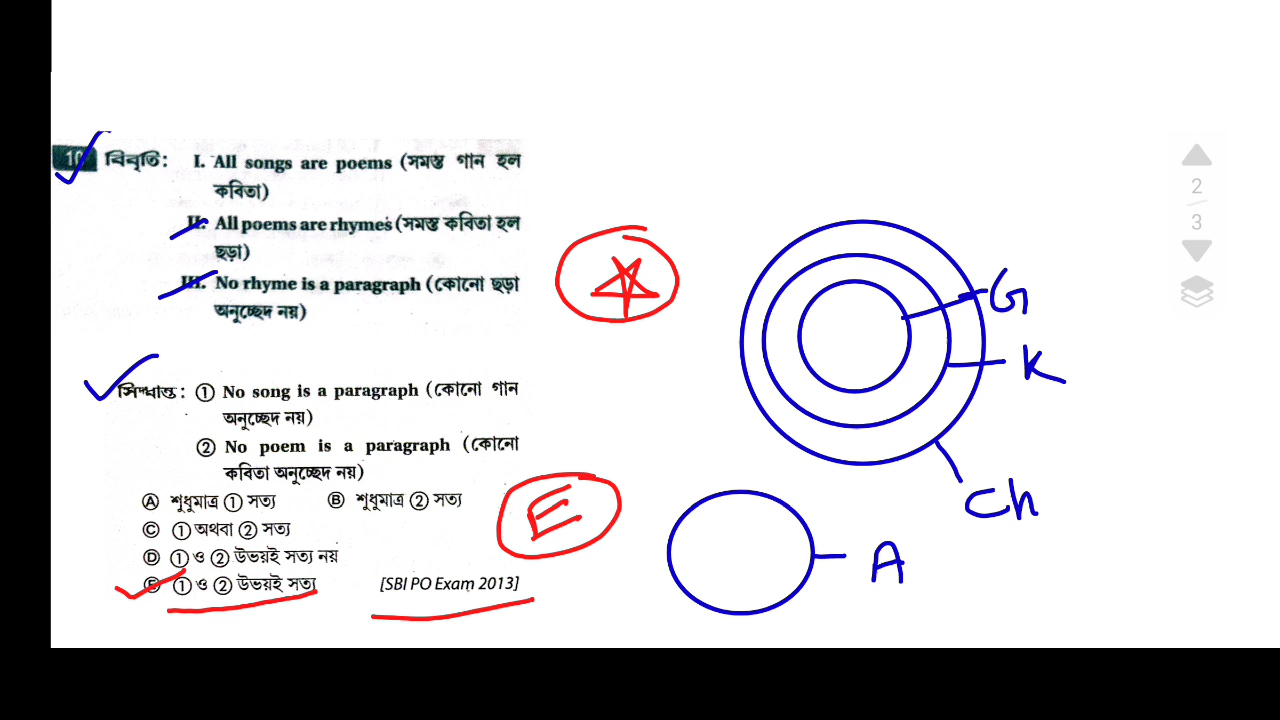 10 বিবৃতি: I. All songs are poems (সমস্ত গান হল
কবিতা)
II. All poems are rhymes (সমস্ত কবিতা হল
ছড়া)
III. No rhyme is a paragraph (কোনো ছড়া
অনুচ্ছেদ নয়)
সিদ্ধান্ত: ① No song is a paragraph (কোনো গান
অনুচ্ছেদ নয়)
② No poem is a paragraph (কোনো
কবিতা অনুচ্ছেদ নয়)
Ⓐ শুধুমাত্র ① সত্য Ⓑ শুধুমাত্র ② সত্য
Ⓒ ① অথবা ② সত্য
Ⓓ ① ও ② উভয়ই সত্য নয়
Ⓔ ① ও ② উভয়ই সত্য [SBI PO Exam 2013]
E
G
K
Ch
A
2
3